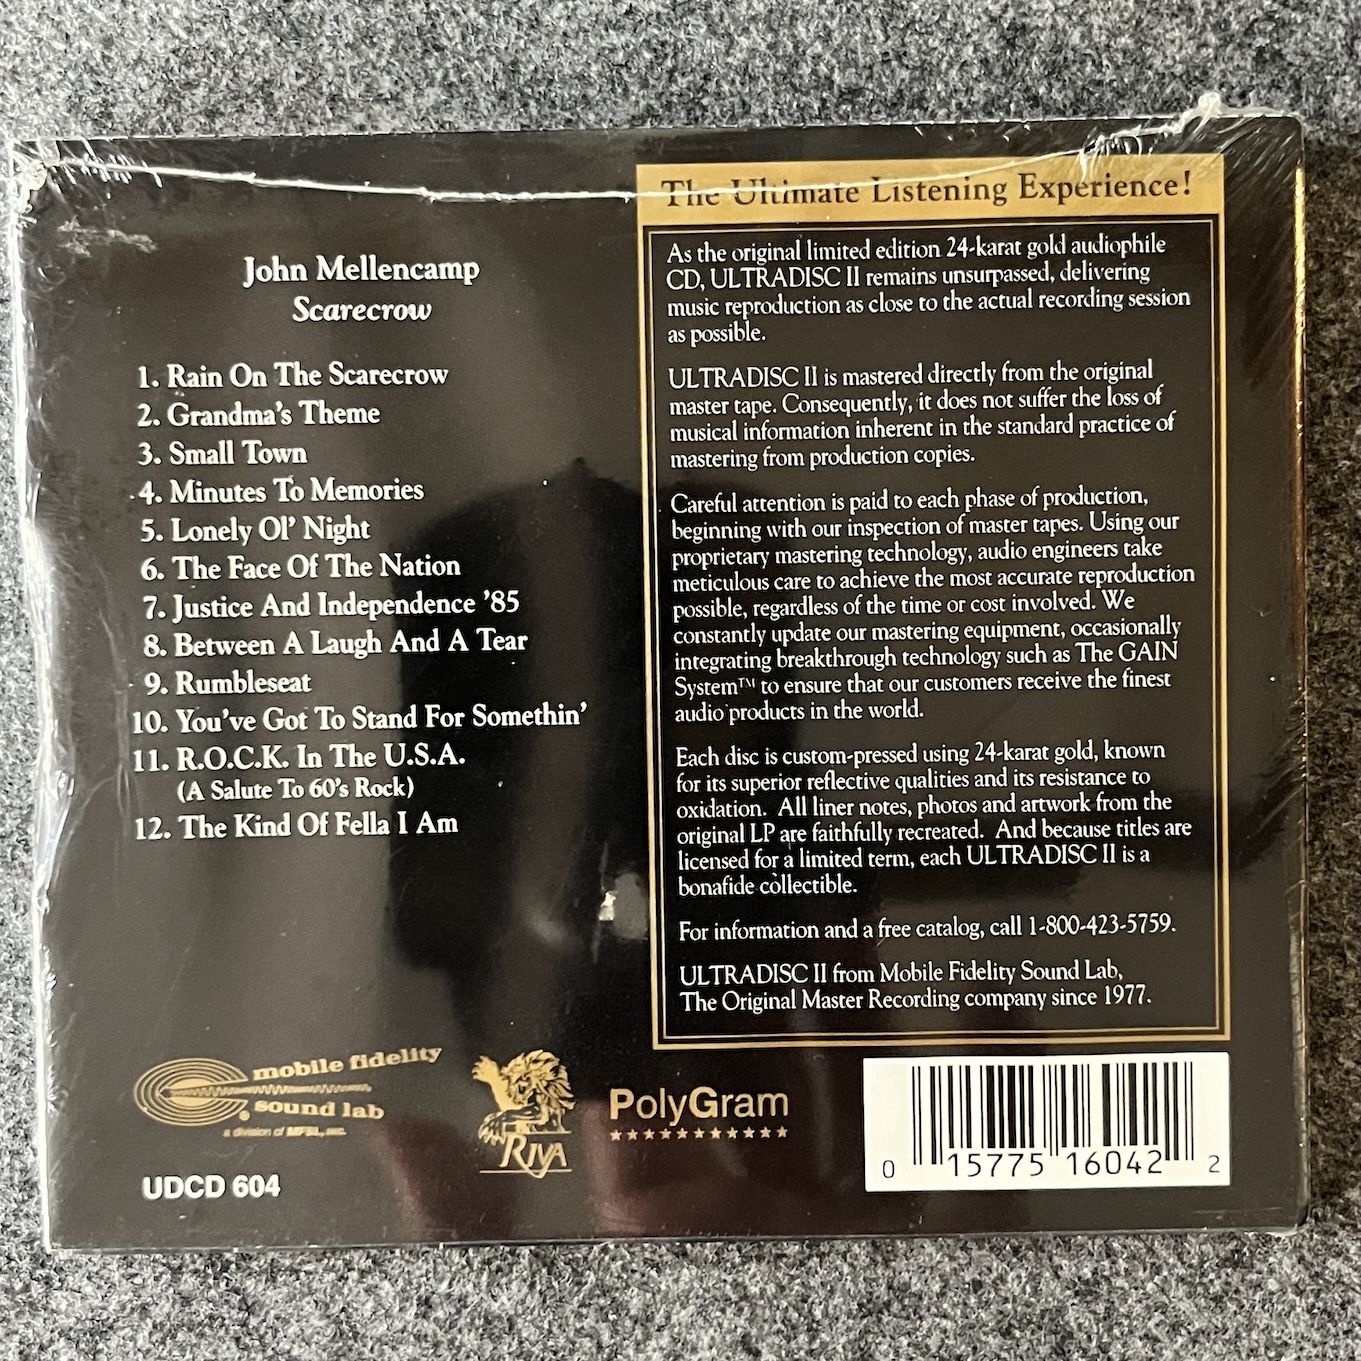 John Mellencamp
Scarecrow
1. Rain On The Scarecrow
2. Grandma's Theme
3. Small Town
4. Minutes To Memories
5. Lonely Ol' Night
6. The Face Of The Nation
7. Justice And Independence '85
8. Between A Laugh And A Tear
9. Rumbleseat
10. You've Got To Stand For Somethin'
11. R.O.C.K. In The U.S.A.
(A Salute To 60's Rock)
12. The Kind Of Fella I Am
The Ultimate Listening Experience!
As the original limited edition 24-karat gold audiophile
CD, ULTRADISC II remains unsurpassed, delivering
music reproduction as close to the actual recording session
as possible.
ULTRADISC II is mastered directly from the original
master tape. Consequently, it does not suffer the loss of
musical information inherent in the standard practice of
mastering from production copies.
Careful attention is paid to each phase of production,
beginning with our inspection of master tapes. Using our
proprietary mastering technology, audio engineers take
meticulous care to achieve the most accurate reproduction
possible, regardless of the time or cost involved. We
constantly update our mastering equipment, occasionally
integrating breakthrough technology such as The GAIN
System™ to ensure that our customers receive the finest
audio products in the world.
Each disc is custom-pressed using 24-karat gold, known
for its superior reflective qualities and its resistance to
oxidation. All liner notes, photos and artwork from the
original LP are faithfully recreated. And because titles are
licensed for a limited term, each ULTRADISC II is a
bonafide collectible.
For information and a free catalog, call 1-800-423-5759.
ULTRADISC II from Mobile Fidelity Sound Lab,
The Original Master Recording company since 1977.
mobile fidelity
® sound lab
a division of MFSL, inc.
RIVA
PolyGram
UDCD 604
0 15775 16042 2